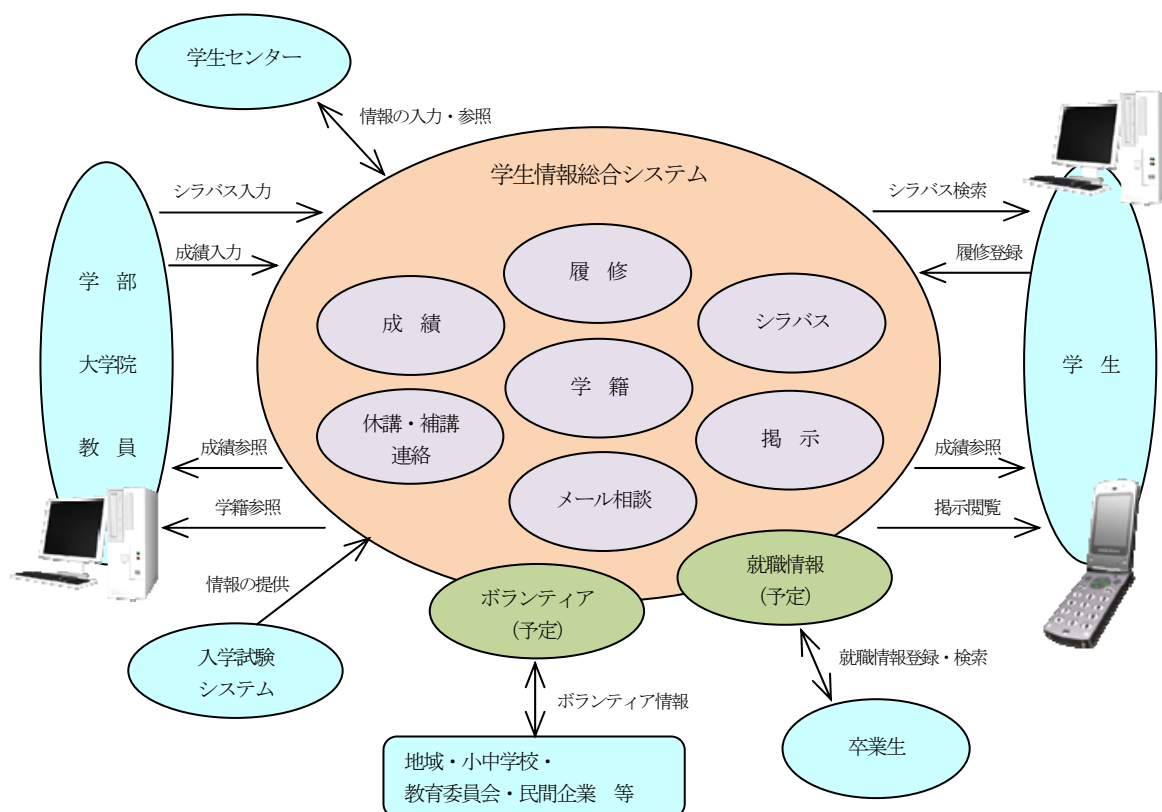 学生センター
情報の入力・参照
学生情報総合システム
シラバス入力
シラバス検索
成績入力
履修登録
履　修
学　部
成　績
シラバス
大学院
学　籍
学　生
休講・補講
連絡
掲　示
教　員
成績参照
成績参照
メール相談
学籍参照
掲示閲覧
就職情報
(予定)
情報の提供
ボランティア
(予定)
入学試験
システム
就職情報登録・検索
ボランティア情報
卒業生
地域・小中学校・
教育委員会・民間企業　等